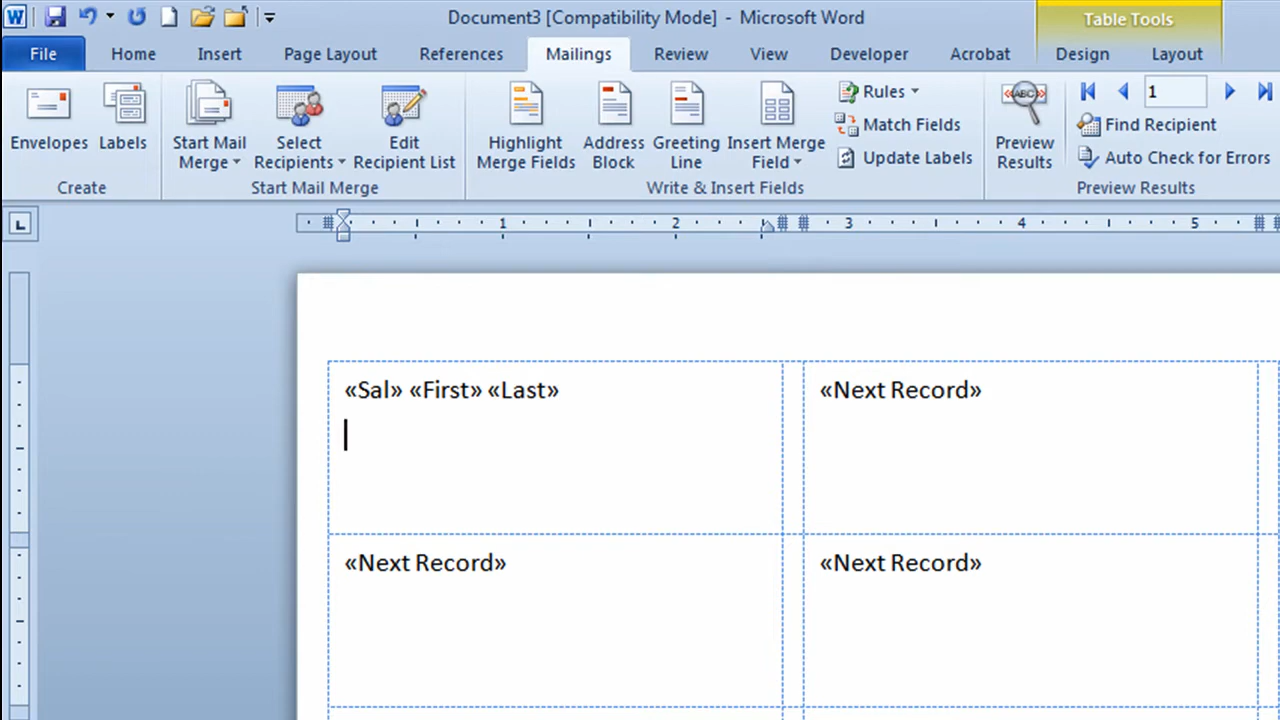 Document3 [Compatibility Mode] - Microsoft Word
Table Tools
File Home Insert Page Layout References Mailings Review View Developer Acrobat Design Layout
Envelopes
Labels
Start Mail
Merge
Select
Recipients
Edit
Recipient List
Highlight
Merge Fields
Address
Block
Greeting
Line
Insert Merge
Field
Rules
Match Fields
Update Labels
Preview
Results
1
Find Recipient
Auto Check for Errors
Create
Start Mail Merge
Write & Insert Fields
Preview Results
1 2 3 4 5
«Sal» «First» «Last»
«Next Record»
«Next Record»
«Next Record»